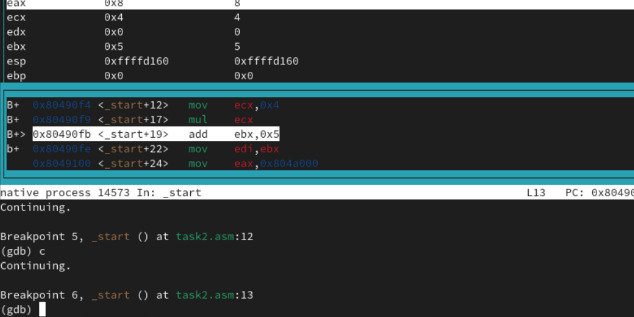 eax 0x8 8
ecx 0x4 4
edx 0x0 0
ebx 0x5 5
esp 0xffffd160 0xffffd160
ebp 0x0 0x0
B+ 0x80490f4 <_start+12> mov ecx,0x4
B+ 0x80490f9 <_start+17> mul ecx
B+> 0x80490fb <_start+19> add ebx,0x5
b+ 0x80490fe <_start+22> mov edi,ebx
0x8049100 <_start+24> mov eax,0x804a000
native process 14573 In: _start L13 PC: 0x80490
Continuing.
Breakpoint 5, _start () at task2.asm:12
(gdb) c
Continuing.
Breakpoint 6, _start () at task2.asm:13
(gdb)